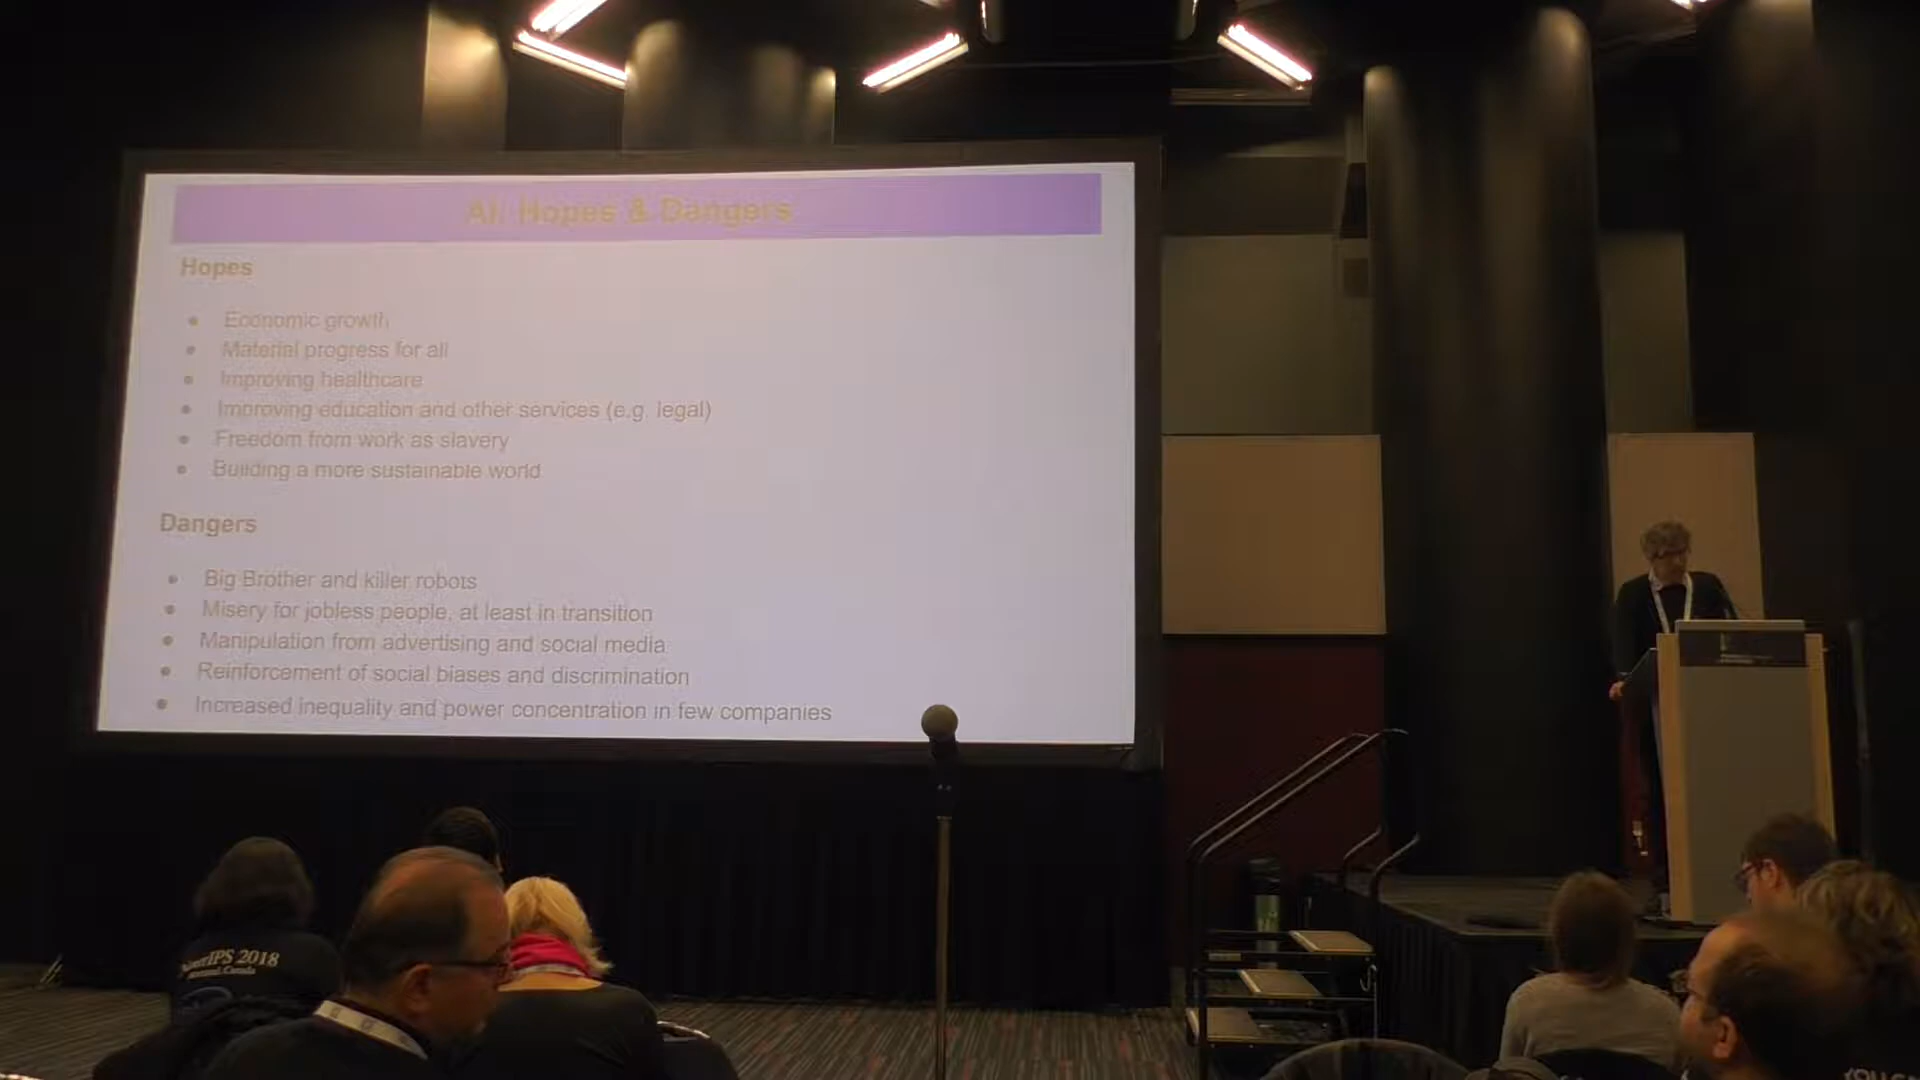 AI: Hopes & Dangers
Hopes
● Economic growth
● Material progress for all
● Improving healthcare
● Improving education and other services (e.g. legal)
● Freedom from work as slavery
● Building a more sustainable world
Dangers
● Big Brother and killer robots
● Misery for jobless people, at least in transition
● Manipulation from advertising and social media
● Reinforcement of social biases and discrimination
● Increased inequality and power concentration in few companies
IPS 2018
Canada